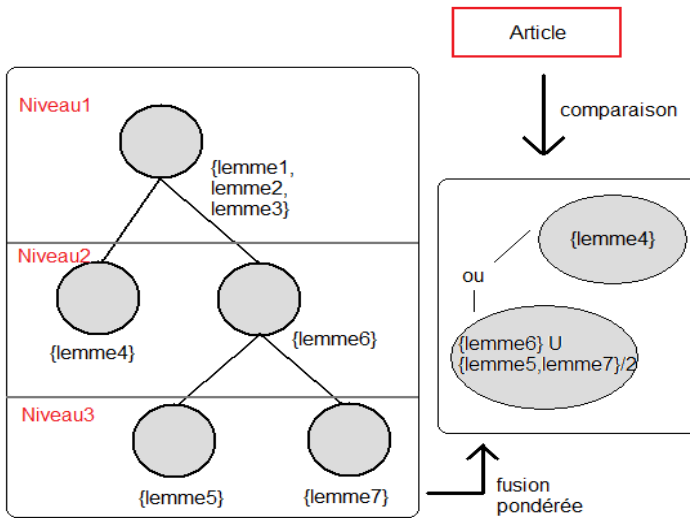 Article
comparaison
Niveau1
{lemme1,
lemme2,
lemme3}
Niveau2
{lemme4}
{lemme6}
Niveau3
{lemme5}
{lemme7}
{lemme4}
ou
{lemme6} U
{lemme5,lemme7}/2
fusion
pondérée